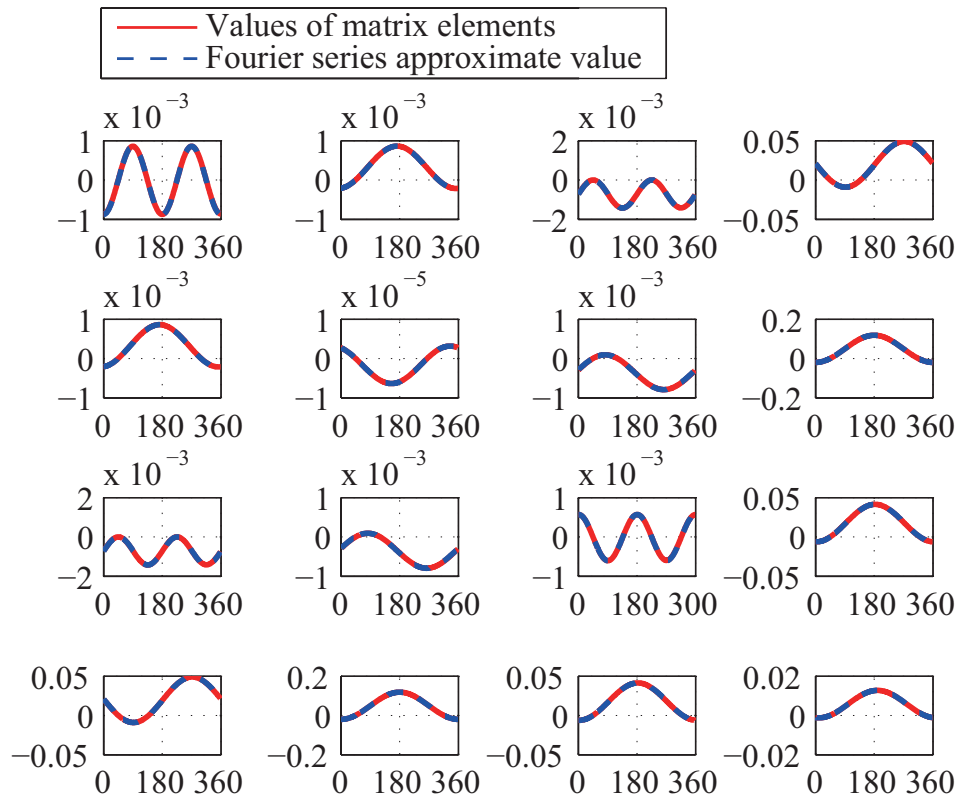 Values of matrix elements
Fourier series approximate value
x 10⁻³ x 10⁻³ x 10⁻³
1 1 2 0.05
0 0 0 0
−1 −1 −2 −0.05
0 180 360 0 180 360 0 180 360 0 180 360
x 10⁻³ x 10⁻⁵ x 10⁻³
1 1 1 0.2
0 0 0 0
−1 −1 −1 −0.2
0 180 360 0 180 360 0 180 360 0 180 360
x 10⁻³ x 10⁻³ x 10⁻³
2 1 1 0.05
0 0 0 0
−2 −1 −1 −0.05
0 180 360 0 180 360 0 180 300 0 180 360
0.05 0.2 0.05 0.02
0 0 0 0
−0.05 −0.2 −0.05 −0.02
0 180 360 0 180 360 0 180 360 0 180 360